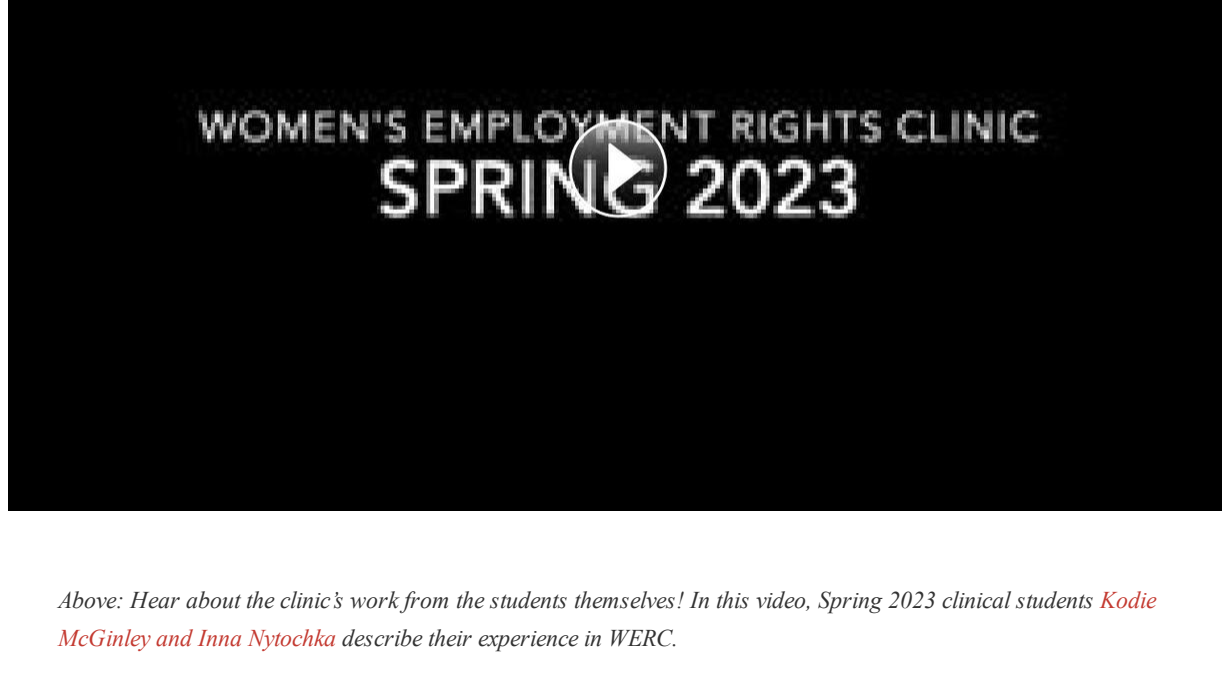 WOMEN'S EMPLOYMENT RIGHTS CLINIC
SPRING 2023
Above: Hear about the clinic’s work from the students themselves! In this video, Spring 2023 clinical students Kodie
McGinley and Inna Nytochka describe their experience in WERC.